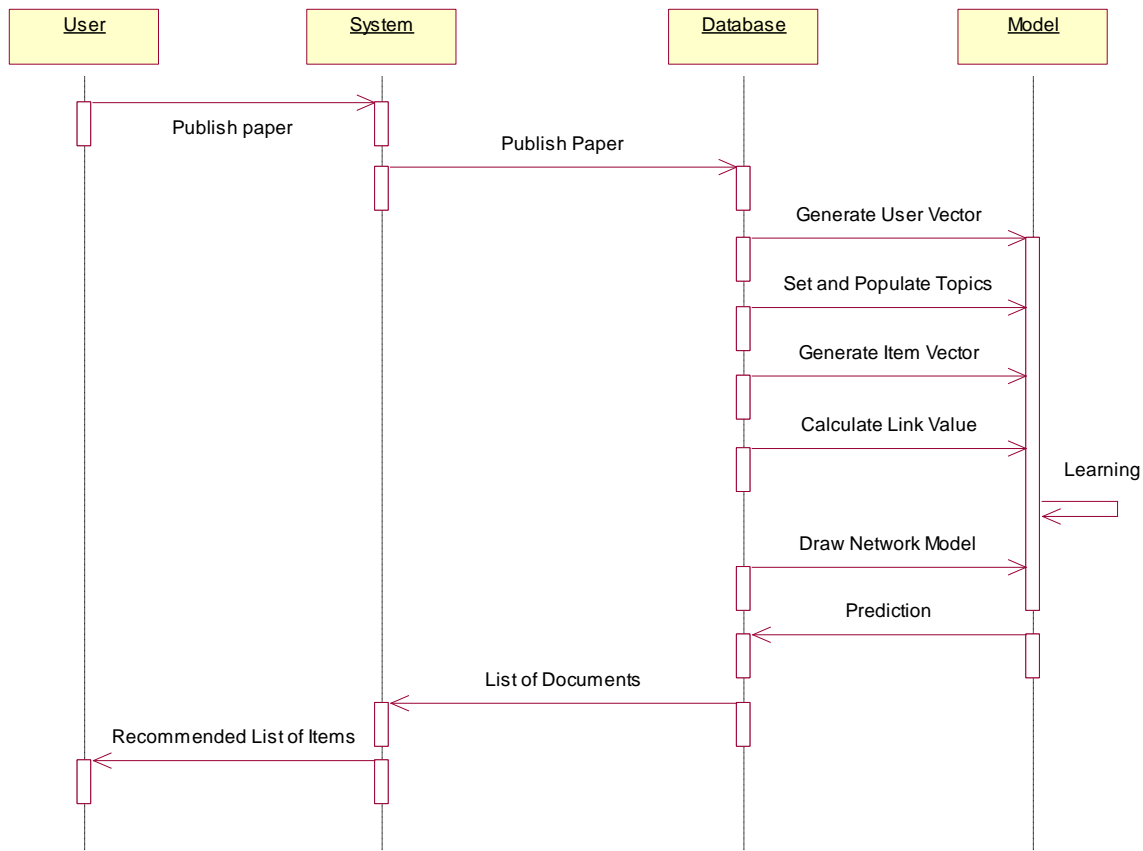 User
System
Database
Model
Publish paper
Publish Paper
Generate User Vector
Set and Populate Topics
Generate Item Vector
Calculate Link Value
Learning
Draw Network Model
Prediction
List of Documents
Recommended List of Items